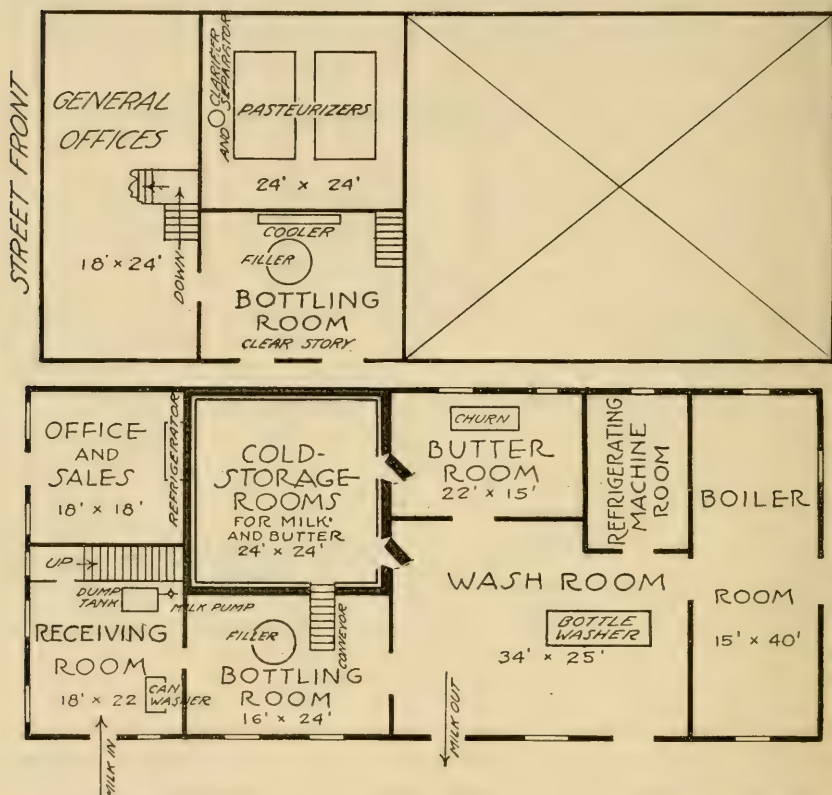 STREET FRONT
GENERAL
OFFICES
18' × 24'
DOWN
CLARIFIER
AND SEPARATOR
PASTEURIZERS
24' × 24'
COOLER
FILLER
BOTTLING
ROOM
CLEAR STORY
OFFICE
AND
SALES
18' × 18'
REFRIGERATOR
COLD-
STORAGE-
ROOMS
FOR MILK
AND BUTTER
24' × 24'
CHURN
BUTTER
ROOM
22' × 15'
REFRIGERATING
MACHINE
ROOM
BOILER
ROOM
15' × 40'
UP
DUMP
TANK
MILK PUMP
RECEIVING
ROOM
18' × 22
CAN
WASHER
MILK IN
FILLER
CONVEYOR
BOTTLING
ROOM
16' × 24'
WASH ROOM
BOTTLE
WASHER
34' × 25'
MILK OUT